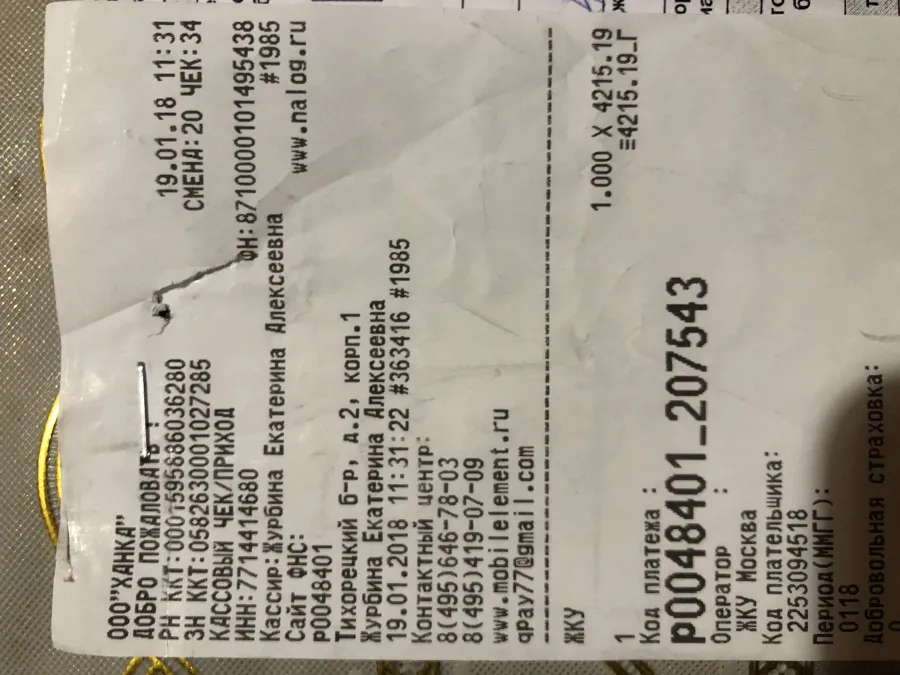 ООО"ХАНКА"
ДОБРО ПОЖАЛОВАТЬ !
19.01.18 11:31
РН ККТ:0001595686036280
СМЕНА:20 ЧЕК:34
ЗН ККТ:05826300001027285
КАССОВЫЙ ЧЕК/ПРИХОД
ИНН:7714414680
ФН:8710000101495438
Кассир:Журбина Екатерина Алексеевна #1985
Сайт ФНС: www.nalog.ru
P0048401
Тихорецкий б-р, д.2, корп.1
Журбина Екатерина Алексеевна
19.01.2018 11:31:22 #363416 #1985
Контактный центр:
8(495)646-78-03
8(495)419-07-09
www.mobilelement.ru
qpay77@gmail.com
ЖКУ
1.000 X 4215.19
1 =4215.19_Г
Код платежа :
P0048401_207543
Оператор :
ЖКУ Москва
Код плательщика:
2253094518
Период(ММГГ):
0118
Добровольная страховка: